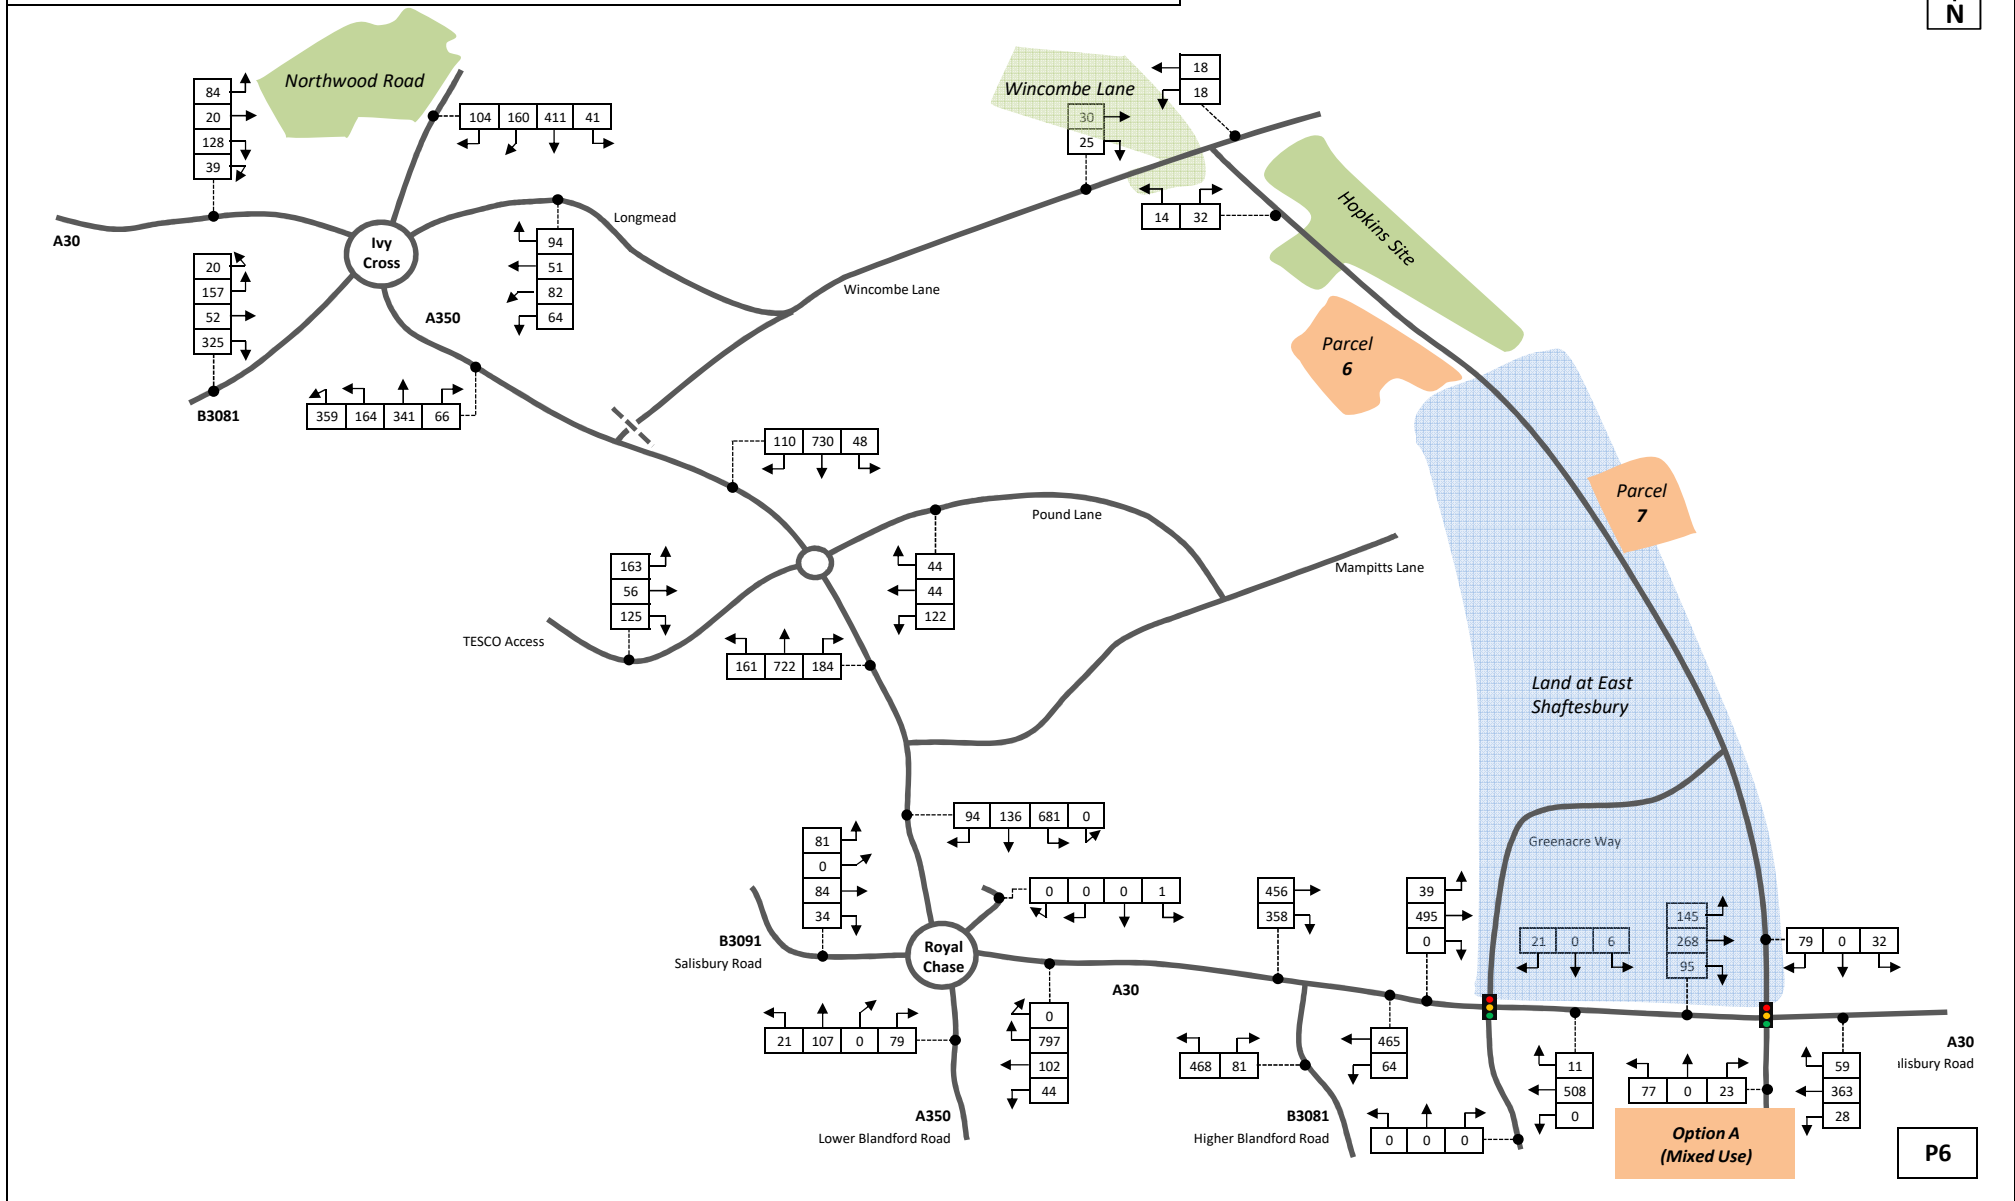 N
Northwood Road
84
20
128
39
104 160 411 41
Wincombe Lane
18
18
30
25
14 32
Hopkins Site
A30
Ivy
Cross
Longmead
94
51
82
64
20
157
52
325
A350
Wincombe Lane
B3081
359 164 341 66
Parcel
6
110 730 48
Parcel
7
Pound Lane
Mampitts Lane
163
56
125
44
44
122
TESCO Access
161 722 184
Land at East
Shaftesbury
94 136 681 0
81
0
84
34
Greenacre Way
0 0 0 1
456
358
39
495
0
21 0 6
145
268
95
79 0 32
B3091
Salisbury Road
Royal
Chase
A30
21 107 0 79
0
797
102
44
468 81
465
64
11
508
0
77 0 23
59
363
28
A30
lisbury Road
A350
Lower Blandford Road
B3081
Higher Blandford Road
0 0 0
Option A
(Mixed Use)
P6